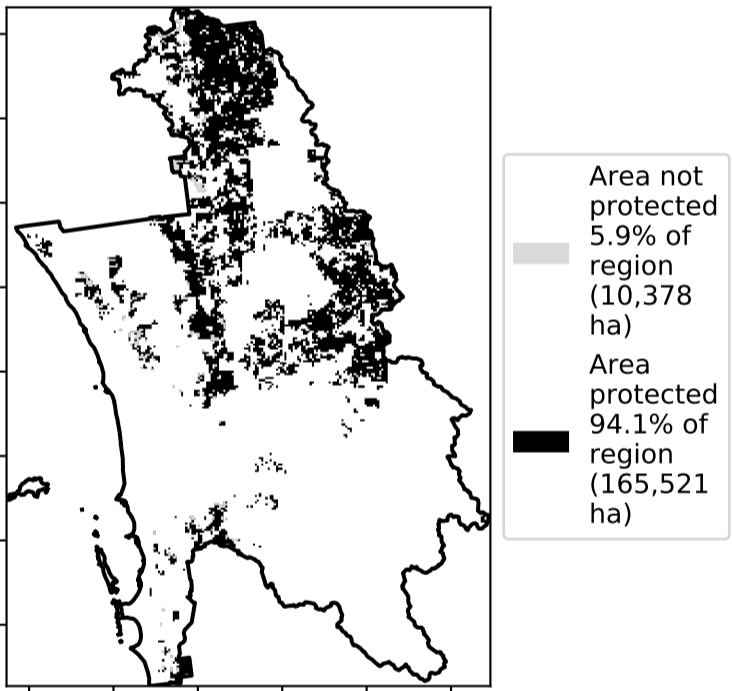 Area not
protected
5.9% of
region
(10,378
ha)
Area
protected
94.1% of
region
(165,521
ha)